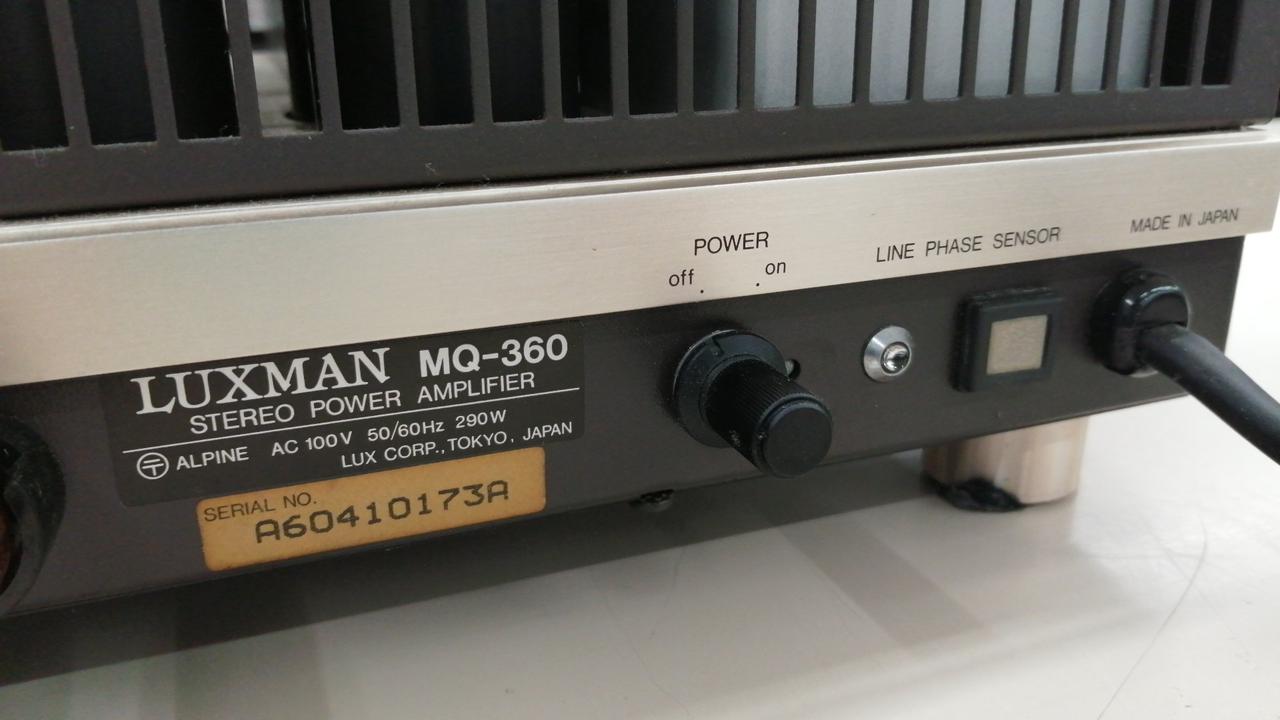 POWER
off on
LINE PHASE SENSOR
MADE IN JAPAN
LUXMAN MQ-360
STEREO POWER AMPLIFIER
ALPINE AC 100V 50/60Hz 290W
LUX CORP., TOKYO, JAPAN
SERIAL NO.
A60410173A